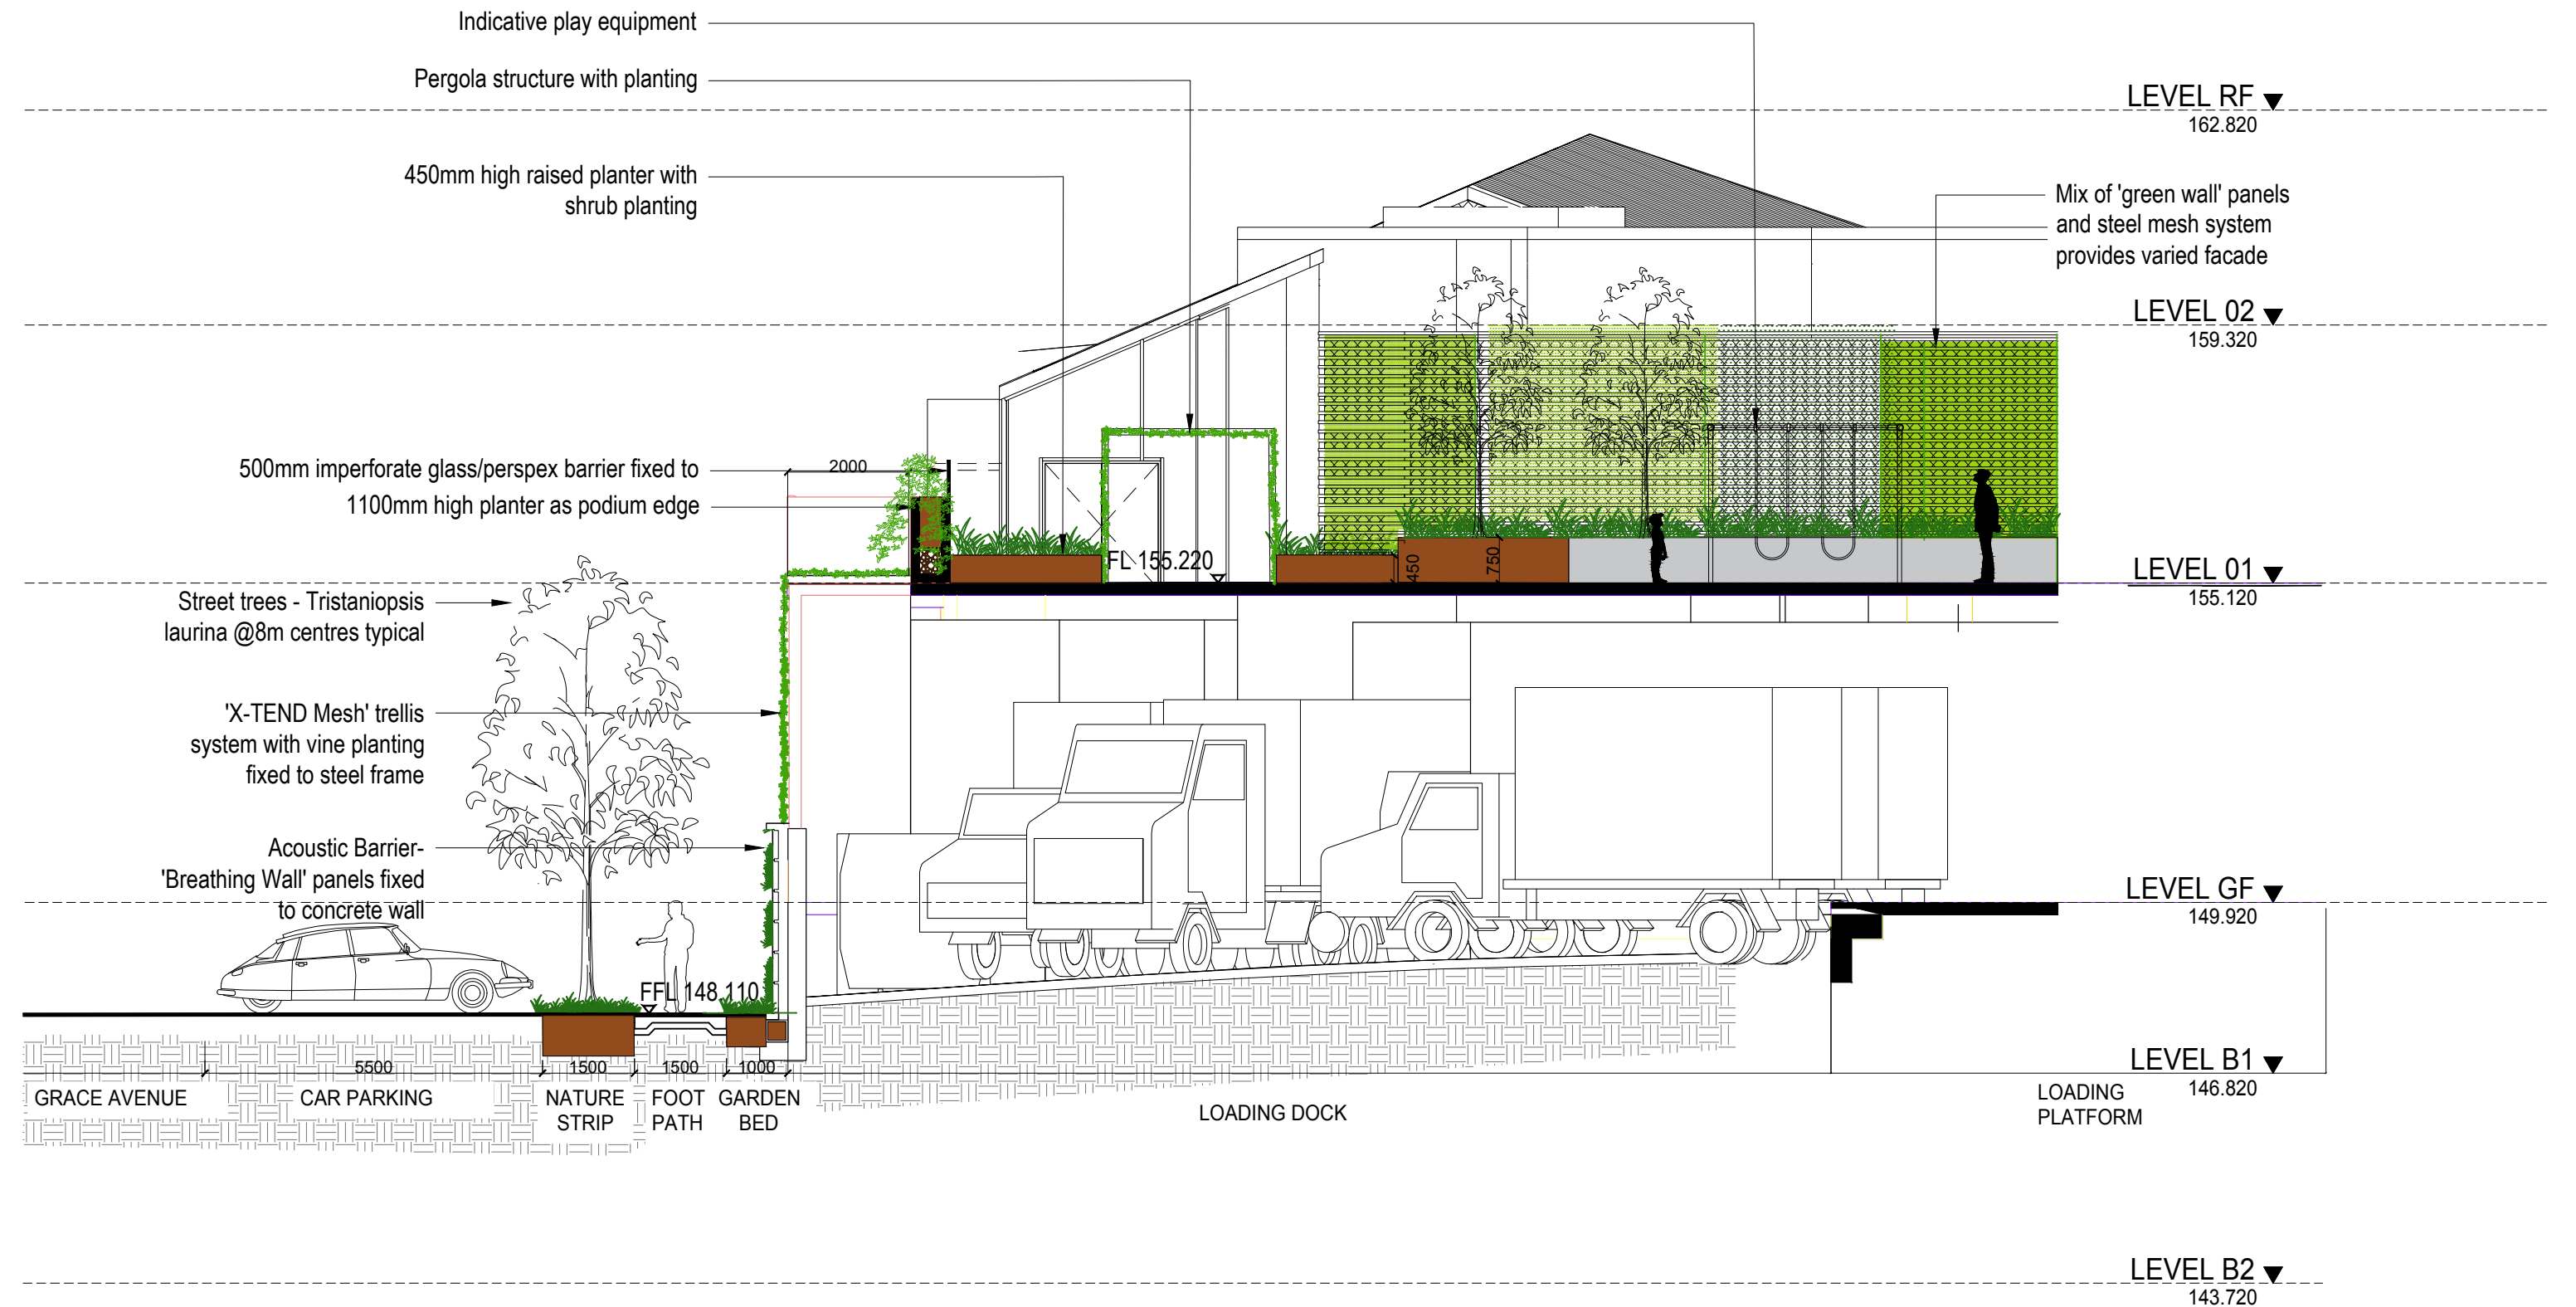 Indicative play equipment
Pergola structure with planting
LEVEL RF
162.820
450mm high raised planter with
shrub planting
Mix of 'green wall' panels
and steel mesh system
provides varied facade
LEVEL 02
159.320
500mm imperforate glass/perspex barrier fixed to
1100mm high planter as podium edge
2000
FL 155.220
450
750
LEVEL 01
155.120
Street trees - Tristaniopsis
laurina @8m centres typical
'X-TEND Mesh' trellis
system with vine planting
fixed to steel frame
Acoustic Barrier-
'Breathing Wall' panels fixed
to concrete wall
LEVEL GF
149.920
FFL 148.110
5500
1500
1500
1000
LEVEL B1
146.820
GRACE AVENUE
CAR PARKING
NATURE
STRIP
FOOT
PATH
GARDEN
BED
LOADING DOCK
LOADING
PLATFORM
LEVEL B2
143.720